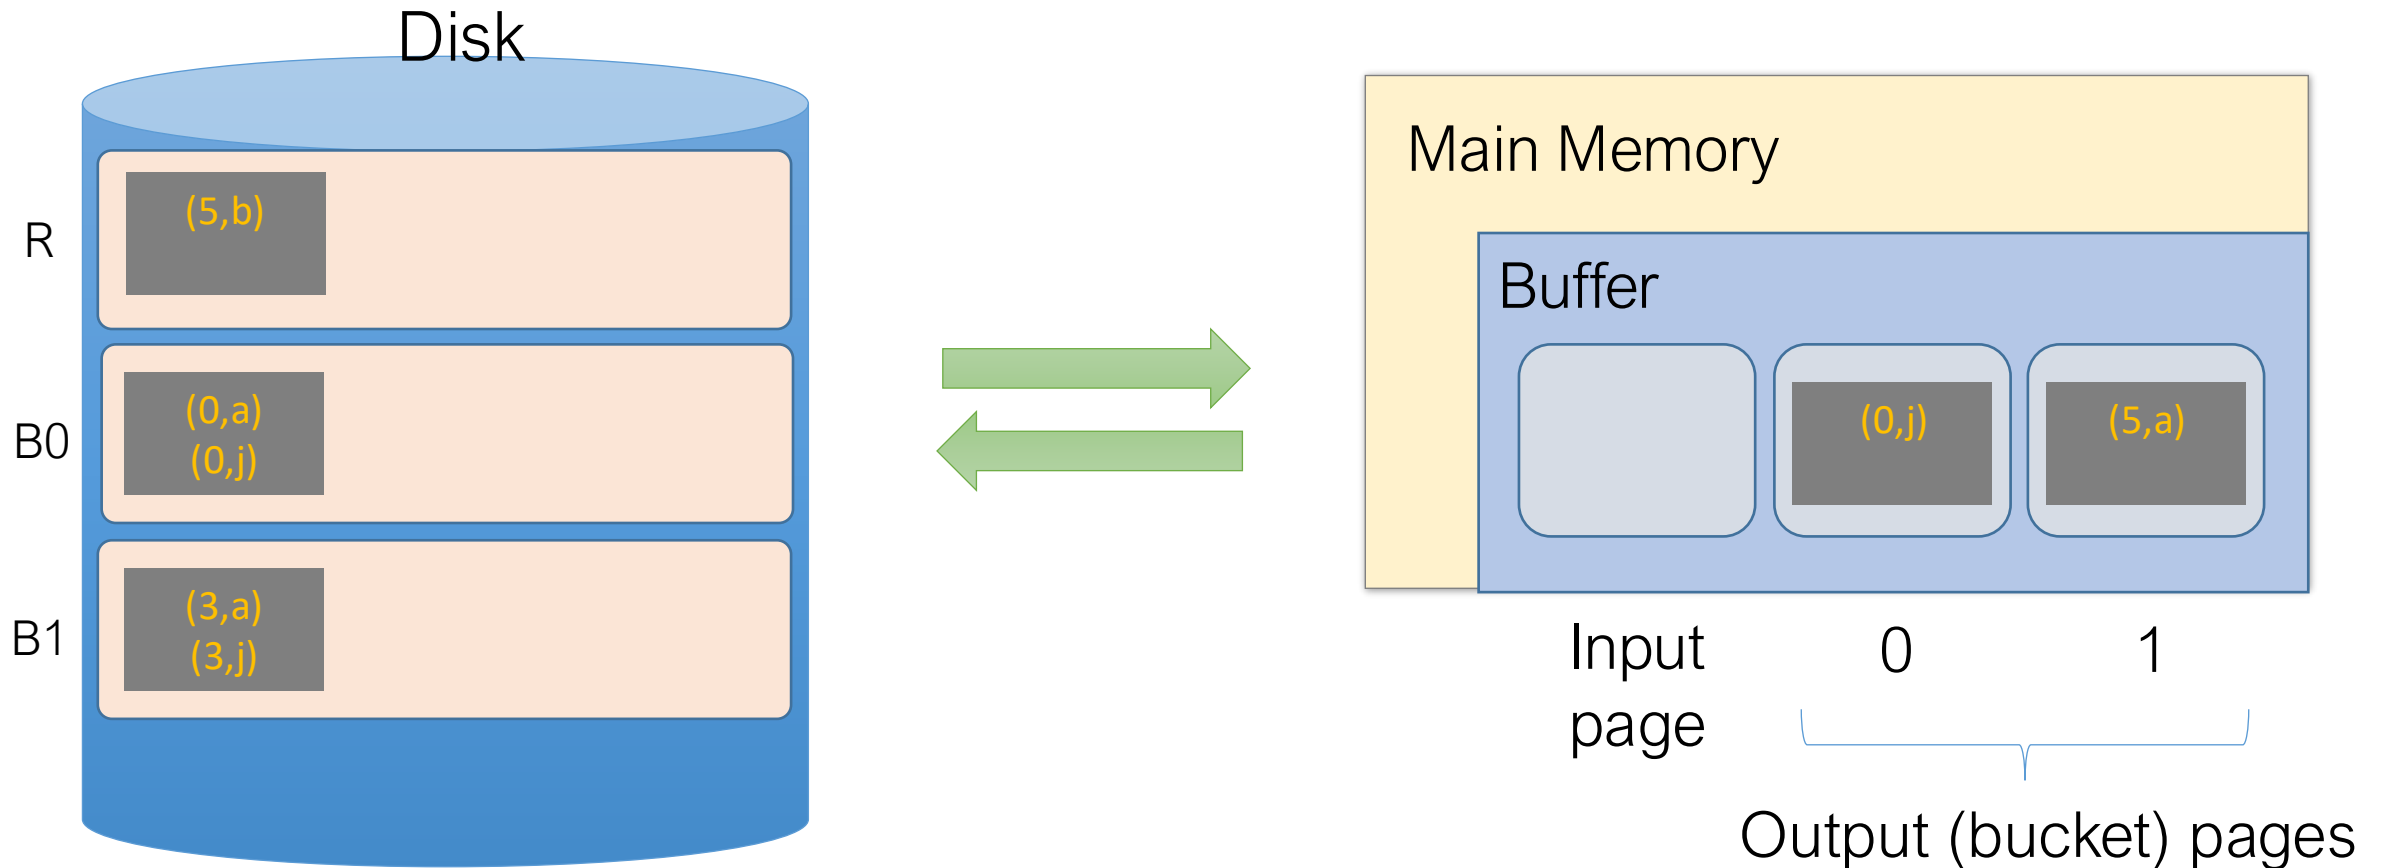 Disk
R
(5,b)
B0
(0,a)
(0,j)
B1
(3,a)
(3,j)
Main Memory
Buffer
(0,j)
(5,a)
Input
page
0
1
Output (bucket) pages